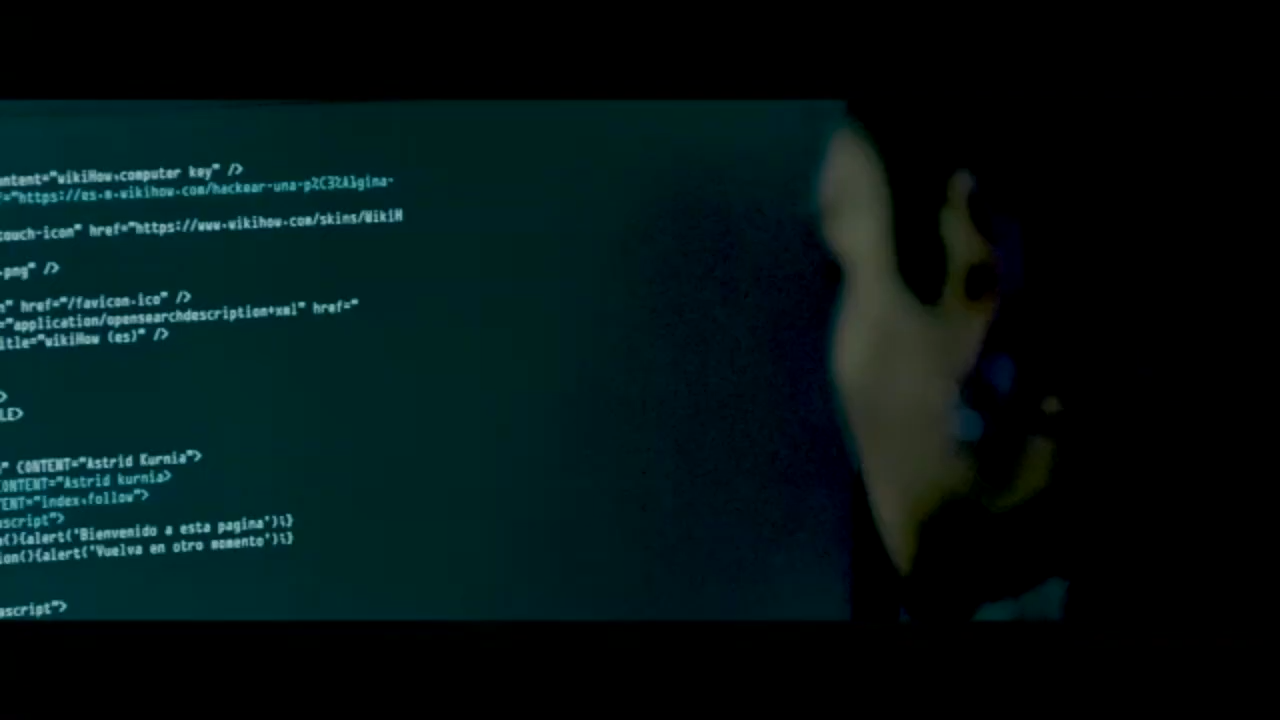 ntent="wikiHow,computer key" />
="https://es.m.wikihow.com/hackear-una-p%C3%A1gina-
touch-icon" href="https://www.wikihow.com/skins/WikiH
.png" />
" href="/favicon.ico" />
="application/opensearchdescription+xml" href="
itle="wikiHow (es)" />
>
LE>
" CONTENT="Astrid Kurnia">
CONTENT="Astrid kurnia>
TENT="index,follow">
ascript">
(){alert('Bienvenido a esta pagina');}
ion(){alert('Vuelva en otro momento');}
ascript">